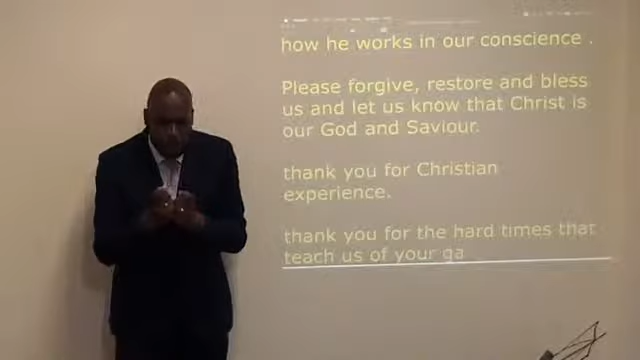 how he works in our conscience .
Please forgive, restore and bless
us and let us know that Christ is
our God and Saviour.
thank you for Christian
experience.
thank you for the hard times that
teach us of your ga